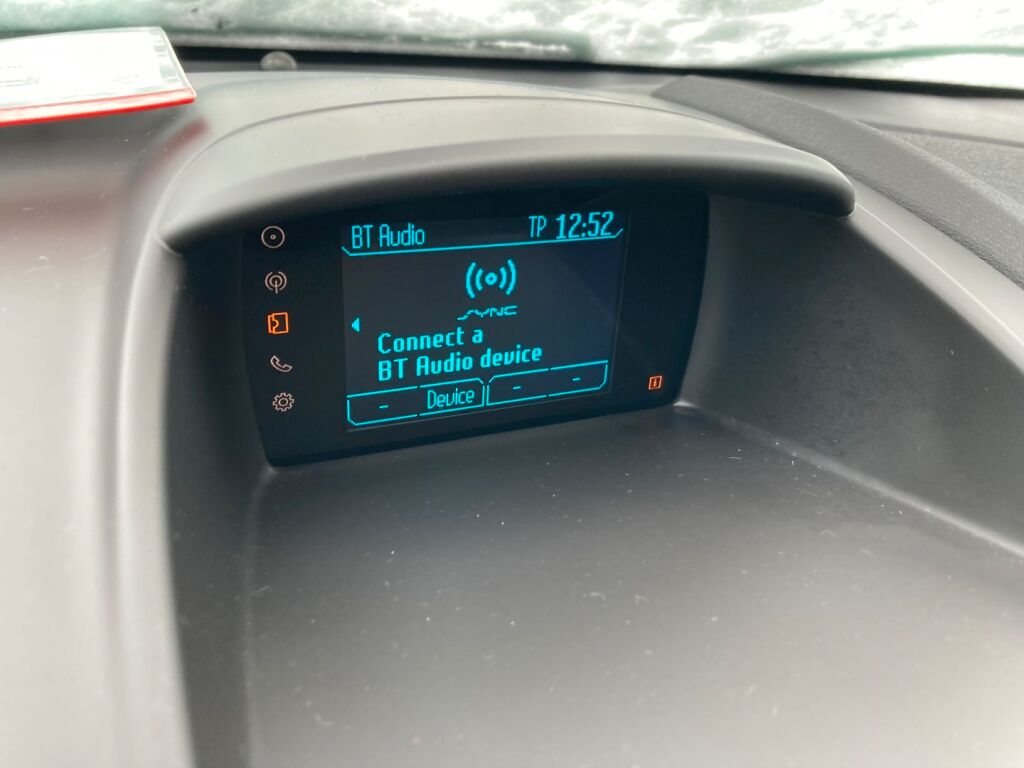 BT Audio TP 12:52
SYNC
Connect a
BT Audio device
- Device - -